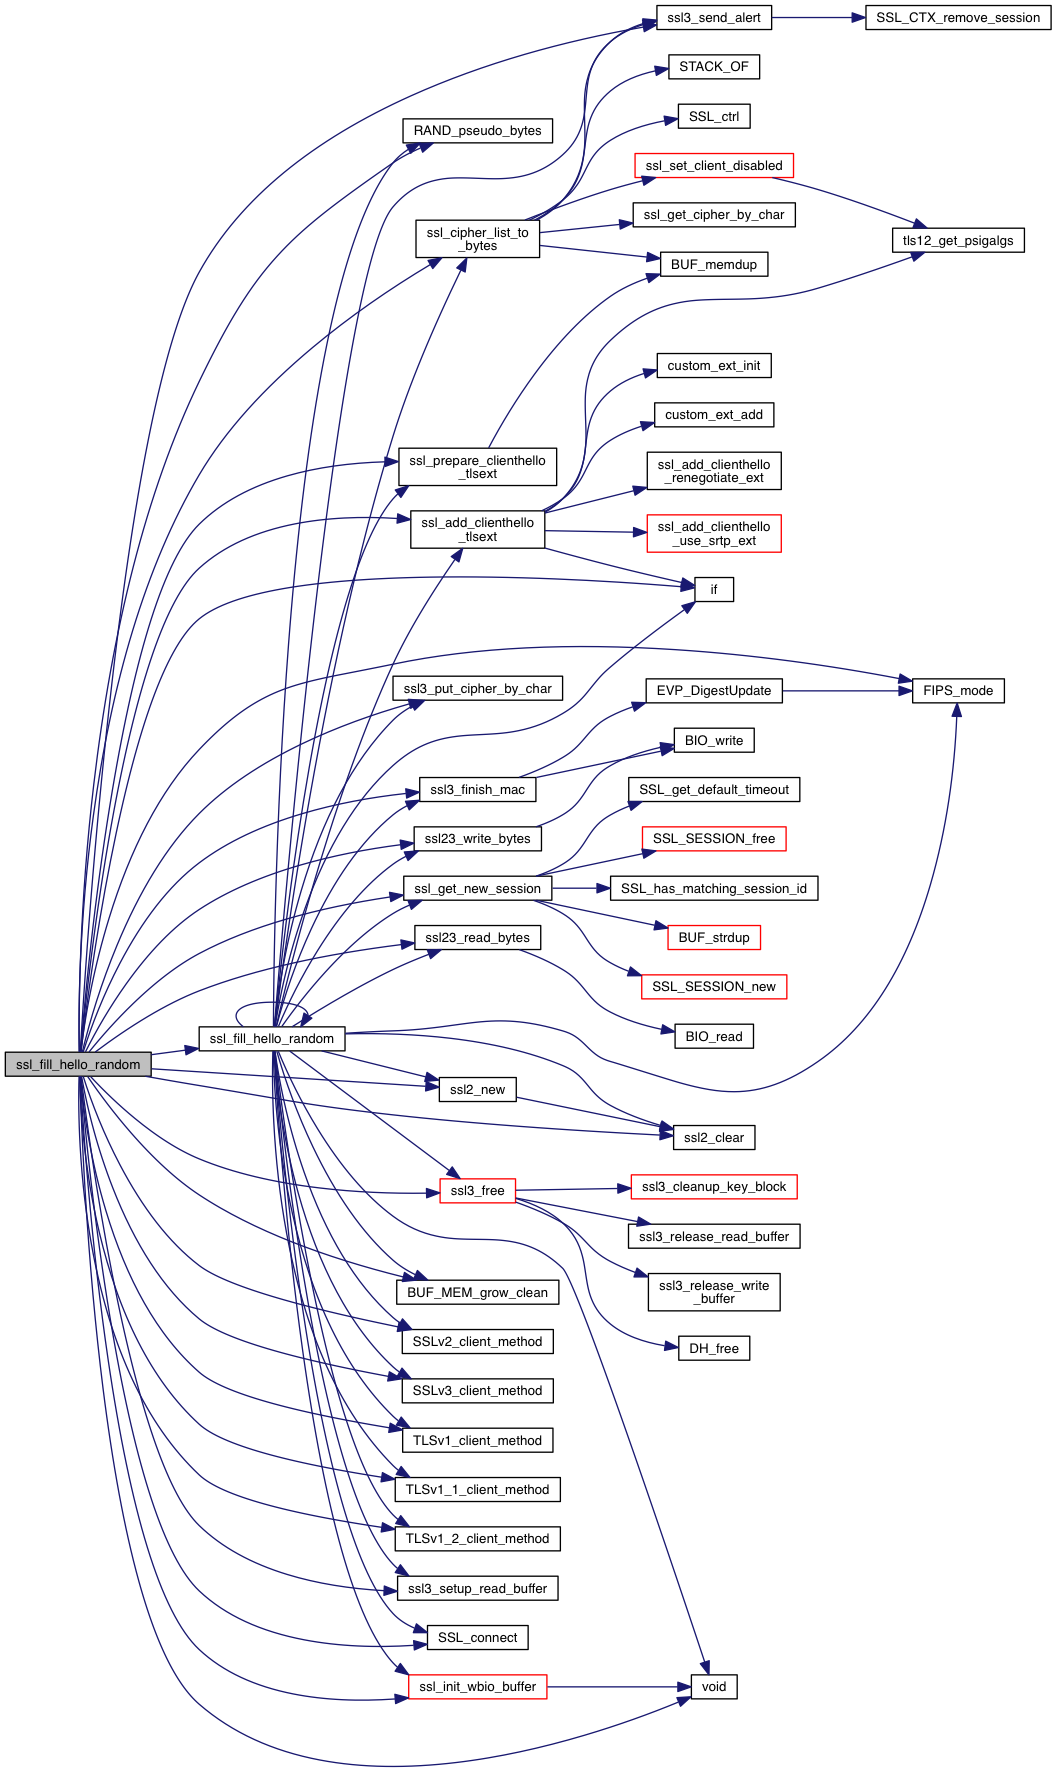 ssl3_send_alert
SSL_CTX_remove_session
STACK_OF
SSL_ctrl
RAND_pseudo_bytes
ssl_set_client_disabled
ssl_get_cipher_by_char
ssl_cipher_list_to
_bytes
tls12_get_psigalgs
BUF_memdup
custom_ext_init
custom_ext_add
ssl_prepare_clienthello
_tlsext
ssl_add_clienthello
_renegotiate_ext
ssl_add_clienthello
_tlsext
ssl_add_clienthello
_use_srtp_ext
if
ssl3_put_cipher_by_char
EVP_DigestUpdate
FIPS_mode
BIO_write
ssl3_finish_mac
SSL_get_default_timeout
ssl23_write_bytes
SSL_SESSION_free
ssl_get_new_session
SSL_has_matching_session_id
ssl23_read_bytes
BUF_strdup
SSL_SESSION_new
ssl_fill_hello_random
BIO_read
ssl_fill_hello_random
ssl2_new
ssl2_clear
ssl3_free
ssl3_cleanup_key_block
ssl3_release_read_buffer
BUF_MEM_grow_clean
ssl3_release_write
_buffer
SSLv2_client_method
DH_free
SSLv3_client_method
TLSv1_client_method
TLSv1_1_client_method
TLSv1_2_client_method
ssl3_setup_read_buffer
SSL_connect
ssl_init_wbio_buffer
void